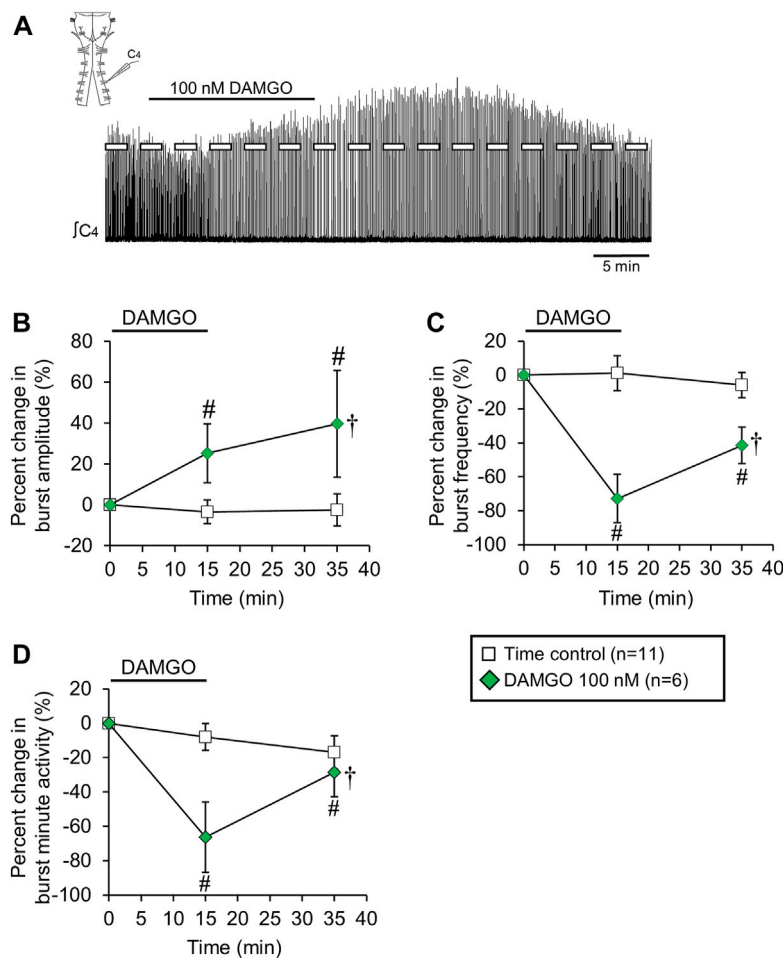 A
C4
100 nM DAMGO
∫C4
5 min
B
DAMGO
Percent change in
burst amplitude (%)
80
60
40
20
0
-20
#
#
†
0 5 10 15 20 25 30 35 40
Time (min)
C
DAMGO
Percent change in
burst frequency (%)
20
0
-20
-40
-60
-80
-100
†
#
#
0 5 10 15 20 25 30 35 40
Time (min)
D
DAMGO
Percent change in
burst minute activity (%)
20
0
-20
-40
-60
-80
-100
†
#
#
0 5 10 15 20 25 30 35 40
Time (min)
Time control (n=11)
DAMGO 100 nM (n=6)